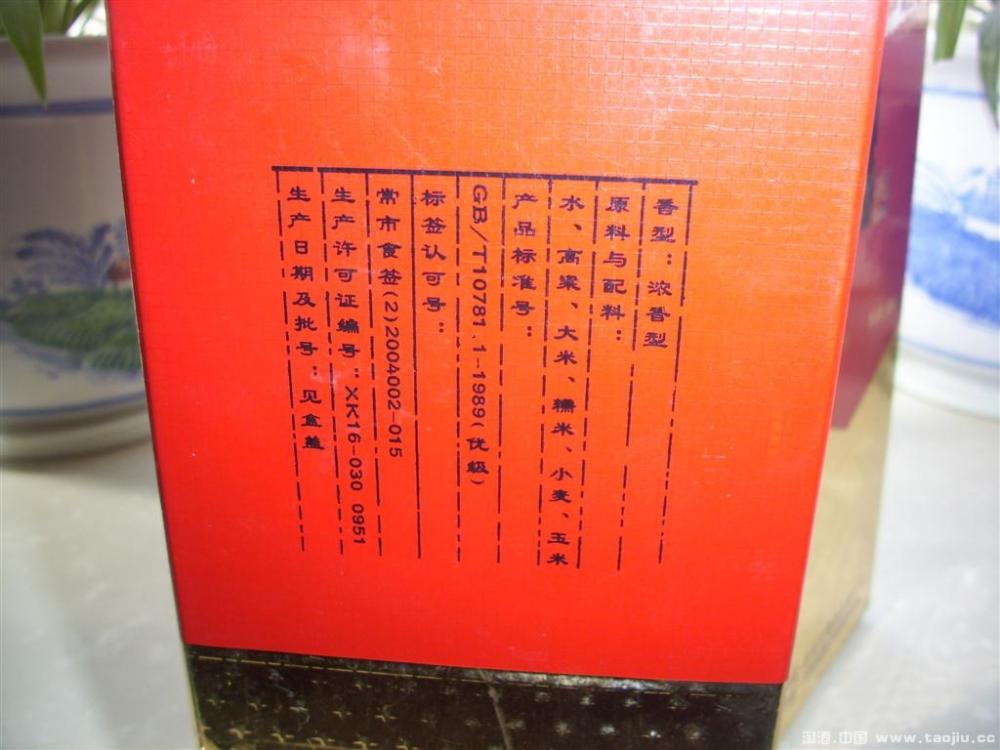 香型：浓香型
原料与配料：
水、高粱、大米、糯米、小麦、玉米
产品标准号：
GB/T10781.1-1989(优级)
标签认可号：
常市食签(2)2004002-015
生产许可证编号：XK16-030 0951
生产日期及批号：见盒盖
淘酒.中国 www.taojiu.cc